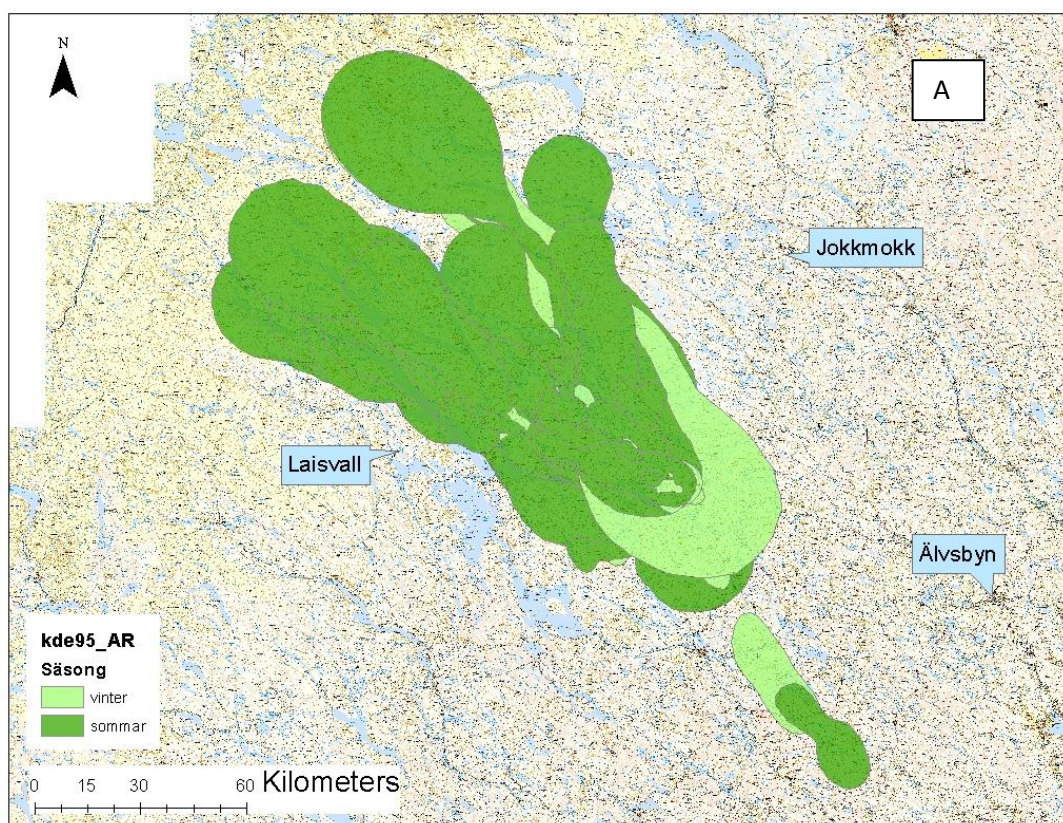 N
A
Jokkmokk
Laisvall
Älvsbyn
kde95_AR
Säsong
vinter
sommar
0 15 30 60 Kilometers